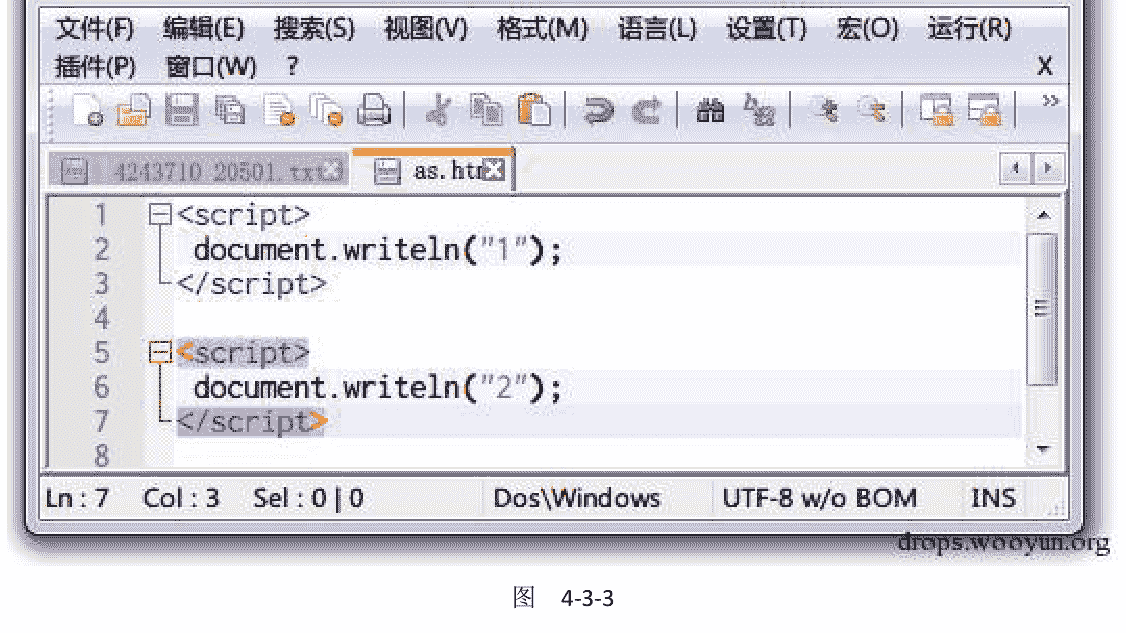 文件(F) 编辑(E) 搜索(S) 视图(V) 格式(M) 语言(L) 设置(T) 宏(O) 运行(R)
插件(P) 窗口(W) ? X
4243710 20501.txt as.htm
1 <script>
2 document.writeln("1");
3 </script>
4
5 <script>
6 document.writeln("2");
7 </script>
8
Ln : 7 Col : 3 Sel : 0 | 0 Dos\Windows UTF-8 w/o BOM INS
drops.wooyun.org
图 4-3-3